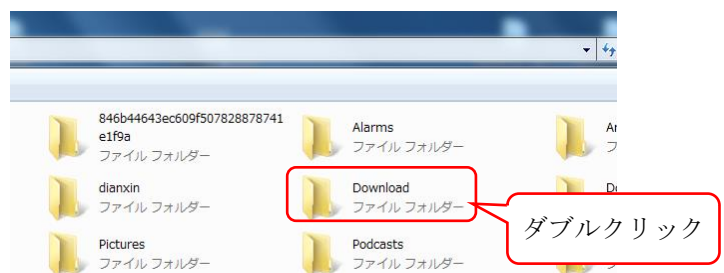 846b44643ec609f507828878741
e1f9a
ファイル フォルダー
Alarms
ファイル フォルダー
dianxin
ファイル フォルダー
Download
ファイル フォルダー
ダブルクリック
Pictures
ファイル フォルダー
Podcasts
ファイル フォルダー